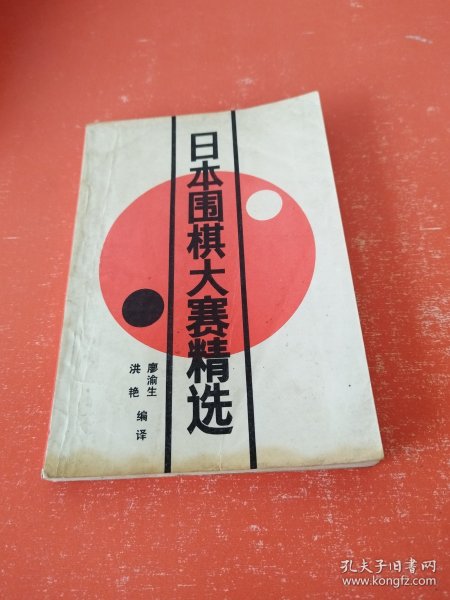 日本围棋大赛精选
廖渝生
洪艳 编译
孔夫子旧书网
www.kongfz.com